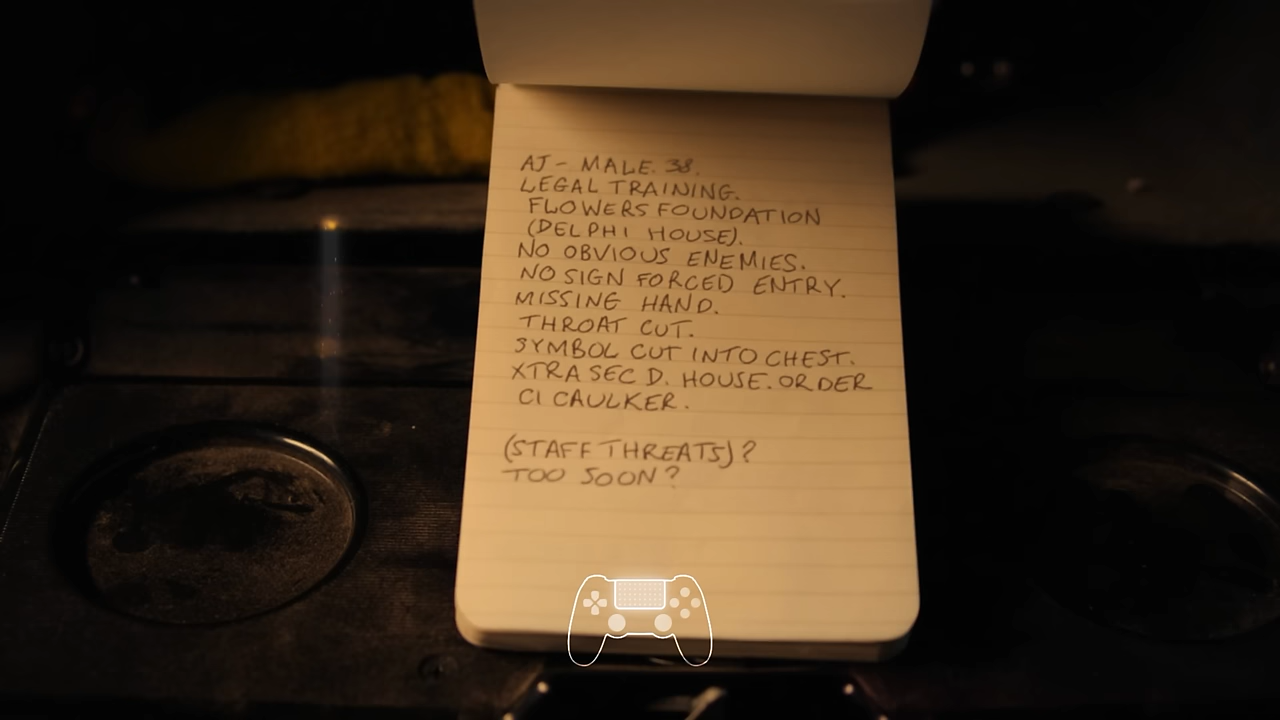 AJ - MALE. 38.
LEGAL TRAINING.
FLOWERS FOUNDATION
(DELPHI HOUSE).
NO OBVIOUS ENEMIES.
NO SIGN FORCED ENTRY.
MISSING HAND.
THROAT CUT.
SYMBOL CUT INTO CHEST.
XTRA SEC D. HOUSE. ORDER
CI CAULKER.
(STAFF THREATS)?
TOO SOON?